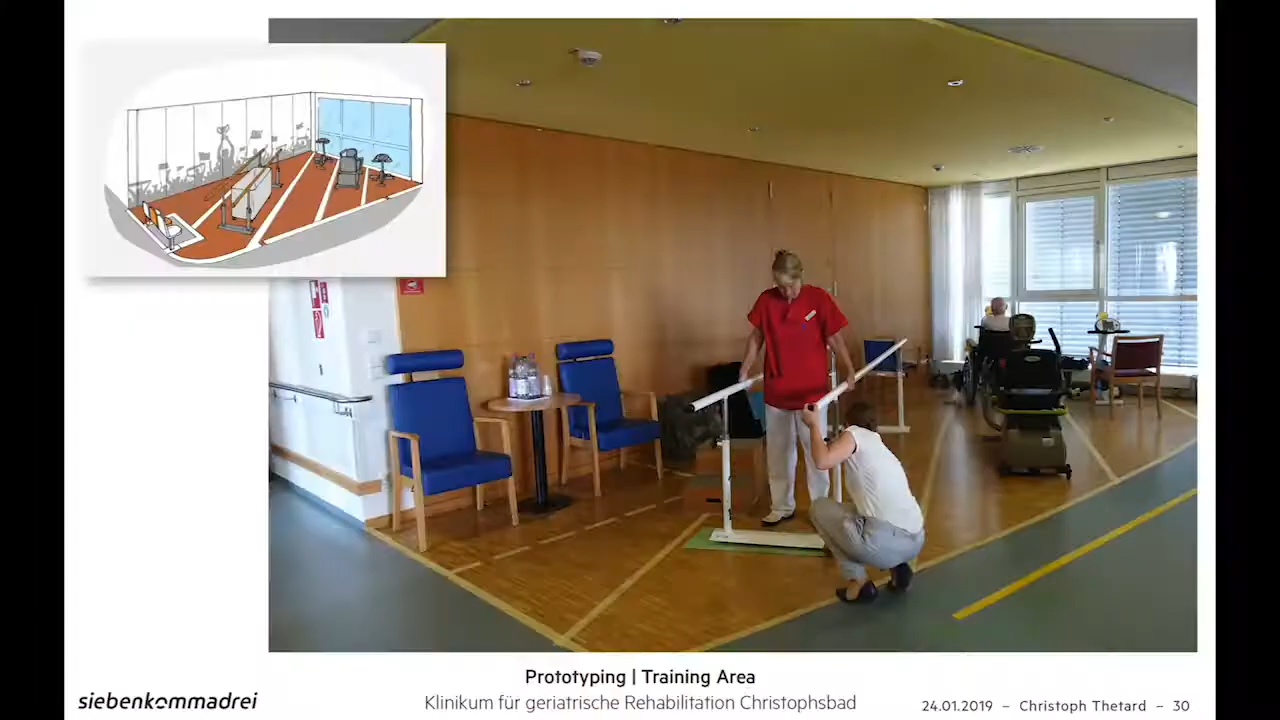 Prototyping | Training Area
siebenkommadrei
Klinikum für geriatrische Rehabilitation Christophsbad
24.01.2019 – Christoph Thetard – 30